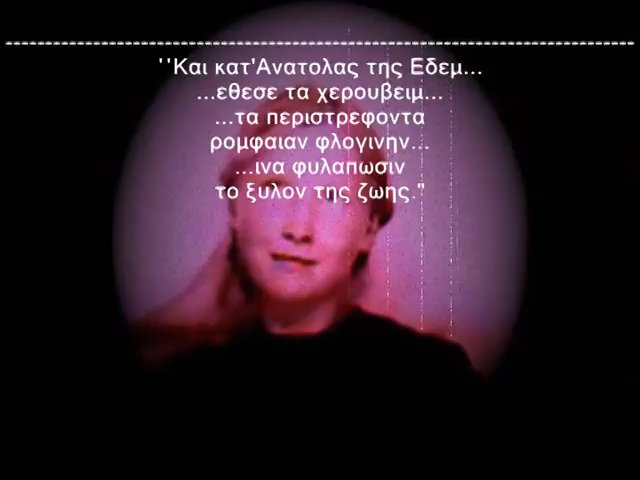 ''Και κατ'Ανατολας της Εδεμ...
...εθεσε τα χερουβειμ...
...τα περιστρεφοντα
ρομφαιαν φλογινην...
...ινα φυλαπωσιν
το ξυλον της ζωης."